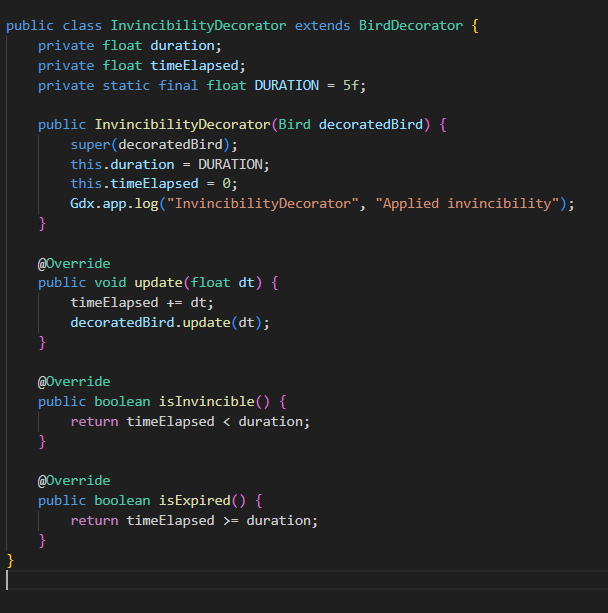 public class InvincibilityDecorator extends BirdDecorator {
    private float duration;
    private float timeElapsed;
    private static final float DURATION = 5f;

    public InvincibilityDecorator(Bird decoratedBird) {
        super(decoratedBird);
        this.duration = DURATION;
        this.timeElapsed = 0;
        Gdx.app.log("InvincibilityDecorator", "Applied invincibility");
    }

    @Override
    public void update(float dt) {
        timeElapsed += dt;
        decoratedBird.update(dt);
    }

    @Override
    public boolean isInvincible() {
        return timeElapsed < duration;
    }

    @Override
    public boolean isExpired() {
        return timeElapsed >= duration;
    }
}